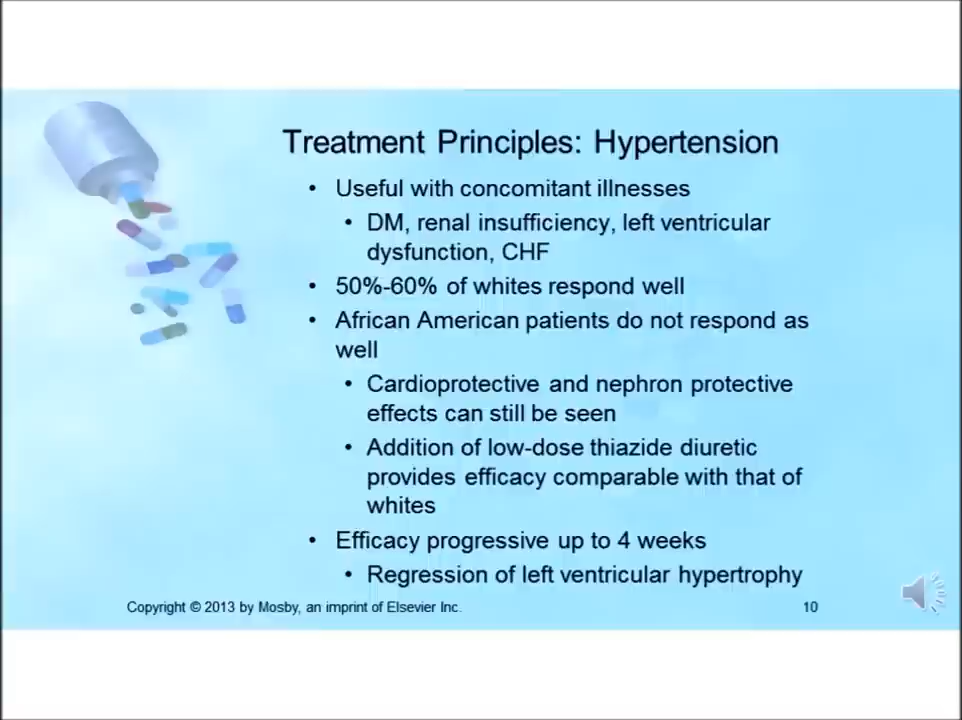 Treatment Principles: Hypertension
• Useful with concomitant illnesses
• DM, renal insufficiency, left ventricular
dysfunction, CHF
• 50%-60% of whites respond well
• African American patients do not respond as
well
• Cardioprotective and nephron protective
effects can still be seen
• Addition of low-dose thiazide diuretic
provides efficacy comparable with that of
whites
• Efficacy progressive up to 4 weeks
• Regression of left ventricular hypertrophy
Copyright © 2013 by Mosby, an imprint of Elsevier Inc.
10